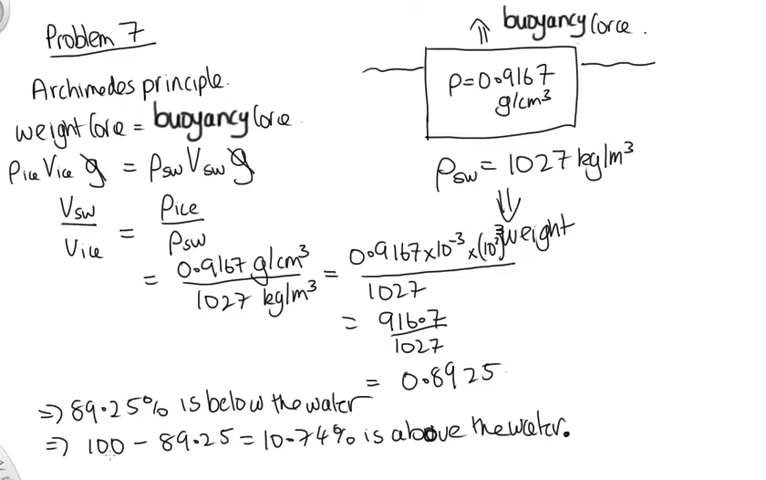 Problem 7
Archimedes principle.
weight force = buoyancy force.
ρice Vice g = ρsw Vsw g
Vsw / Vice = ρice / ρsw
= 0.9167 g/cm³ / 1027 kg/m³ = 0.9167 × 10⁻³ × (10²)³ / 1027
= 916.7 / 1027
= 0.8925
⇒ 89.25% is below the water
⇒ 100 - 89.25 = 10.74% is above the water.
⇑ buoyancy force.
ρ = 0.9167
g/cm³
ρsw = 1027 kg/m³
⇓
weight